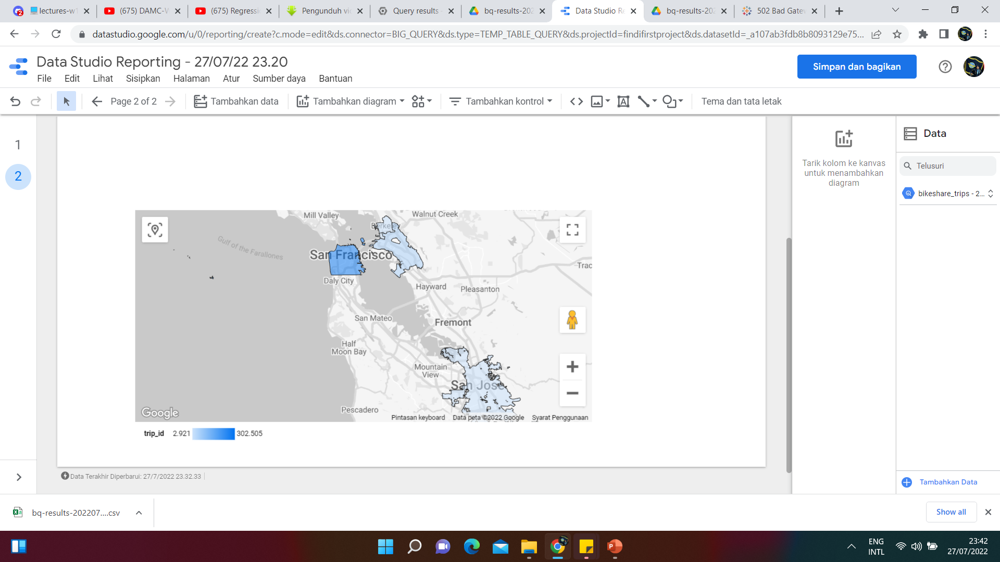 lectures-w1
(675) DAMC-W
(675) Regressi
Pengunduh vid
Query results -
bq-results-202
Data Studio Re
bq-results-202
502 Bad Gatew
datastudio.google.com/u/0/reporting/create?c.mode=edit&ds.connector=BIG_QUERY&ds.type=TEMP_TABLE_QUERY&ds.projectId=findifirstproject&ds.datasetId=_a107ab3fdb8b8093129e75...
Data Studio Reporting - 27/07/22 23.20
File Edit Lihat Sisipkan Halaman Atur Sumber daya Bantuan
Simpan dan bagikan
Page 2 of 2
Tambahkan data
Tambahkan diagram
Tambahkan kontrol
Tema dan tata letak
1
2
Tarik kolom ke kanvas
untuk menambahkan
diagram
Data
Telusuri
bikeshare_trips - 2...
Tambahkan Data
Mill Valley
Walnut Creek
Berkeley
Gulf of the Farallones
San Francisco
Trac
Daly City
Hayward
Pleasanton
San Mateo
Fremont
Half
Moon Bay
Mountain
View
San Jose
Pescadero
Google
Pintasan keyboard
Data peta ©2022 Google
Syarat Penggunaan
trip_id 2.921 302.505
Data Terakhir Diperbarui: 27/7/2022 23.32.33
bq-results-202207....csv
Show all
ENG
INTL
23:42
27/07/2022